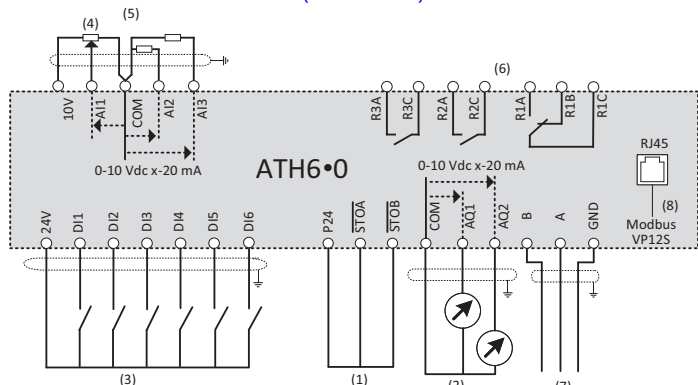 (5)
(4)
(6)
10V
AI1
COM
AI2
AI3
R3A
R3C
R2A
R2C
R1A
R1B
R1C
RJ45
0-10 Vdc x-20 mA
ATH6•0
0-10 Vdc x-20 mA
(8)
Modbus
VP12S
24V
DI1
DI2
DI3
DI4
DI5
DI6
P24
STOA
STOB
COM
AQ1
AQ2
B
A
GND
(3)
(1)
(2)
(7)